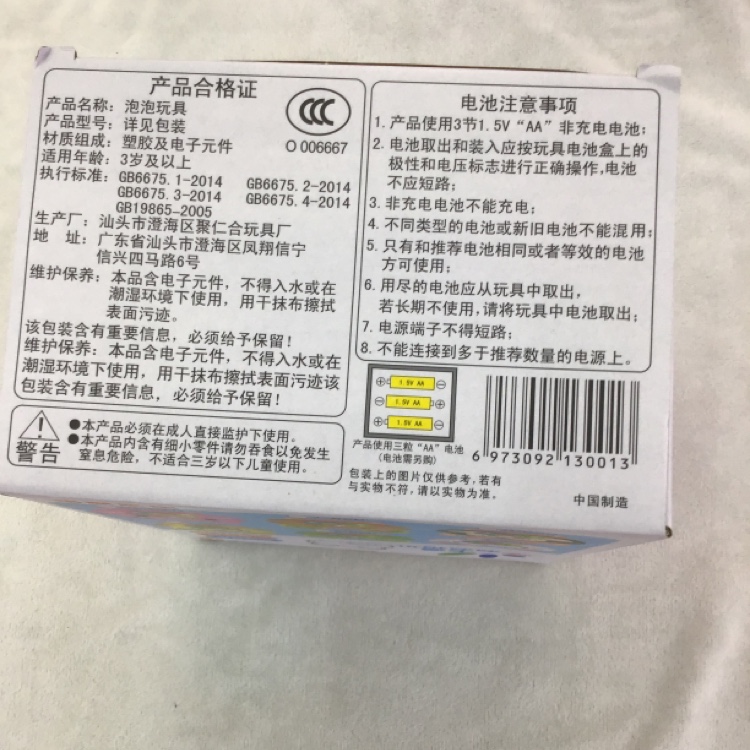 产品合格证
产品名称：泡泡玩具
产品型号：详见包装
材质组成：塑胶及电子元件
适用年龄：3岁及以上
执行标准：GB6675.1-2014 GB6675.2-2014
GB6675.3-2014 GB6675.4-2014
GB19865-2005
生产厂：汕头市澄海区聚仁合玩具厂
地 址：广东省汕头市澄海区凤翔信宁
信兴四马路6号
维护保养：本品含电子元件，不得入水或在
潮湿环境下使用，用干抹布擦拭
表面污迹。
该包装含有重要信息，必须给予保留！
维护保养：本品含电子元件，不得入水或在
潮湿环境下使用，用干抹布擦拭表面污迹该
包装含有重要信息，必须给予保留！
CCC
O 006667
警告
●本产品必须在成人直接监护下使用。
●本产品内含有细小零件请勿吞食以免发生
窒息危险，不适合三岁以下儿童使用。
电池注意事项
1. 产品使用3节1.5V“AA”非充电电池；
2. 电池取出和装入应按玩具电池盒上的
极性和电压标志进行正确操作,电池
不应短路；
3. 非充电电池不能充电；
4. 不同类型的电池或新旧电池不能混用；
5. 只有和推荐电池相同或者等效的电池
方可使用；
6. 用尽的电池应从玩具中取出，
若长期不使用,请将玩具中电池取出；
7. 电源端子不得短路；
8. 不能连接到多于推荐数量的电源上。
⊕ 1.5V AA ⊖
⊖ 1.5V AA ⊕
⊕ 1.5V AA ⊖
产品使用三粒“AA”电池
(电池需另购)
包装上的图片仅供参考,若有
与实物不符,请以实物为准。
6 973092 130013
中国制造